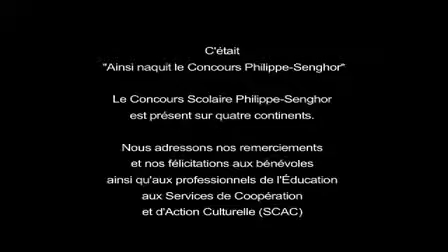 C'était
"Ainsi naquit le Concours Philippe-Senghor"
Le Concours Scolaire Philippe-Senghor
est présent sur quatre continents.
Nous adressons nos remerciements
et nos félicitations aux bénévoles
ainsi qu'aux professionnels de l'Éducation
aux Services de Coopération
et d'Action Culturelle (SCAC)